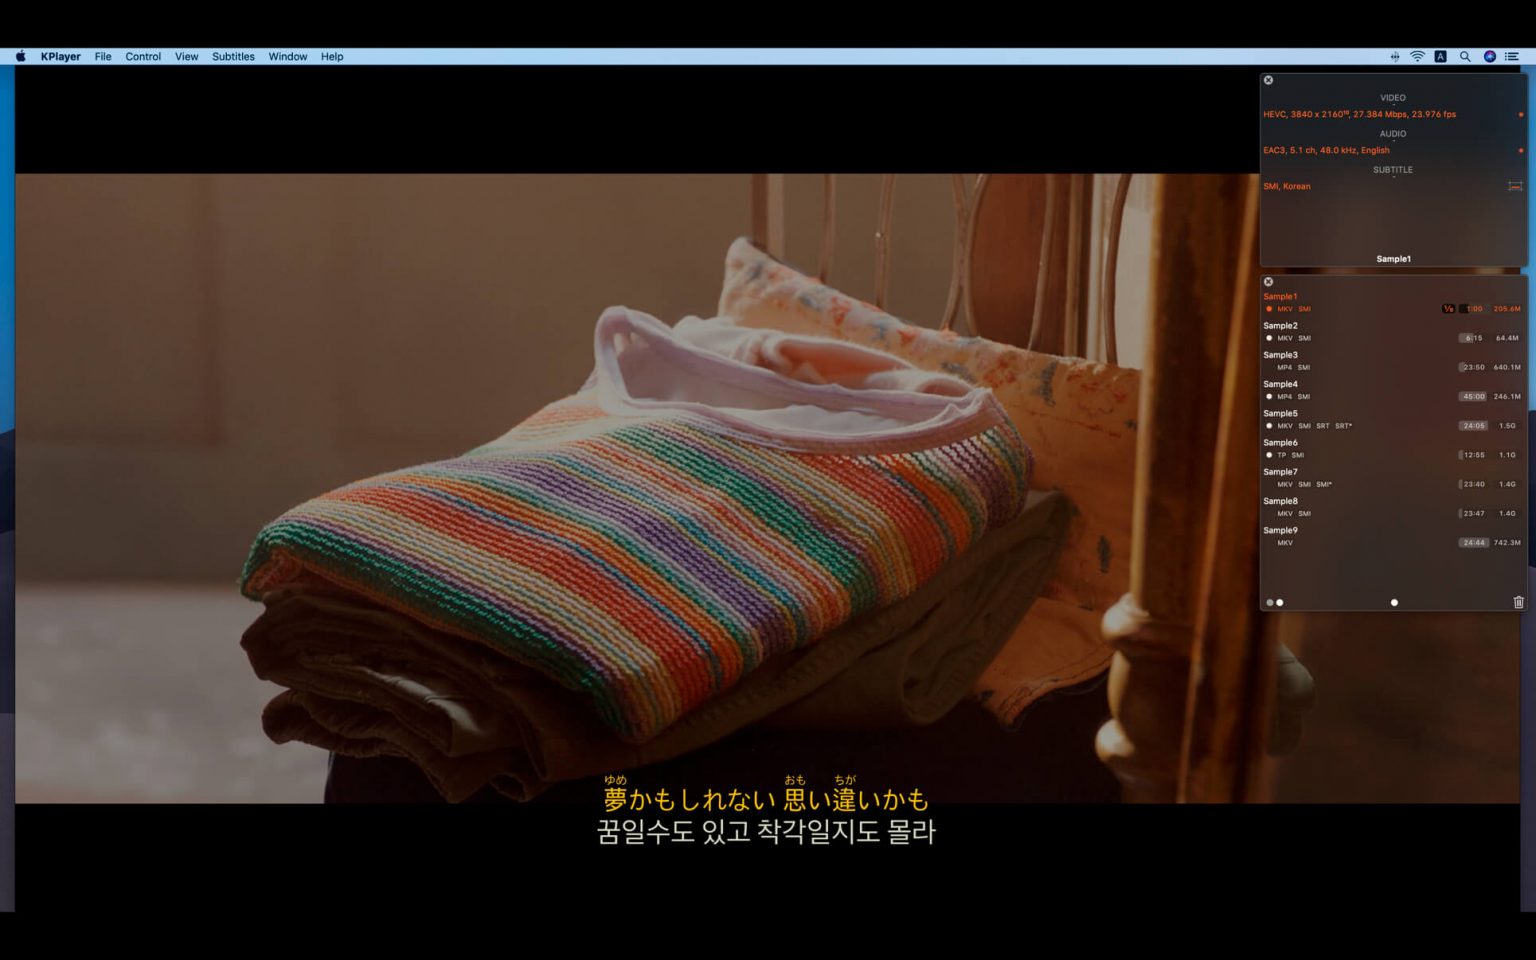 KPlayer File Control View Subtitles Window Help
A
VIDEO
HEVC, 3840 x 2160¹⁰, 27.384 Mbps, 23.976 fps
AUDIO
EAC3, 5.1 ch, 48.0 kHz, English
SUBTITLE
SMI, Korean
Sample1
Sample1
MKV SMI 1:00 205.6M
Sample2
MKV SMI 6:15 64.4M
Sample3
MP4 SMI 23:50 640.1M
Sample4
MP4 SMI 45:00 246.1M
Sample5
MKV SMI SRT SRT* 24:05 1.5G
Sample6
TP SMI 12:55 1.1G
Sample7
MKV SMI SMI* 23:40 1.4G
Sample8
MKV SMI 23:47 1.4G
Sample9
MKV 24:44 742.3M
ゆめ おも ちが
夢かもしれない 思い違いかも
꿈일수도 있고 착각일지도 몰라